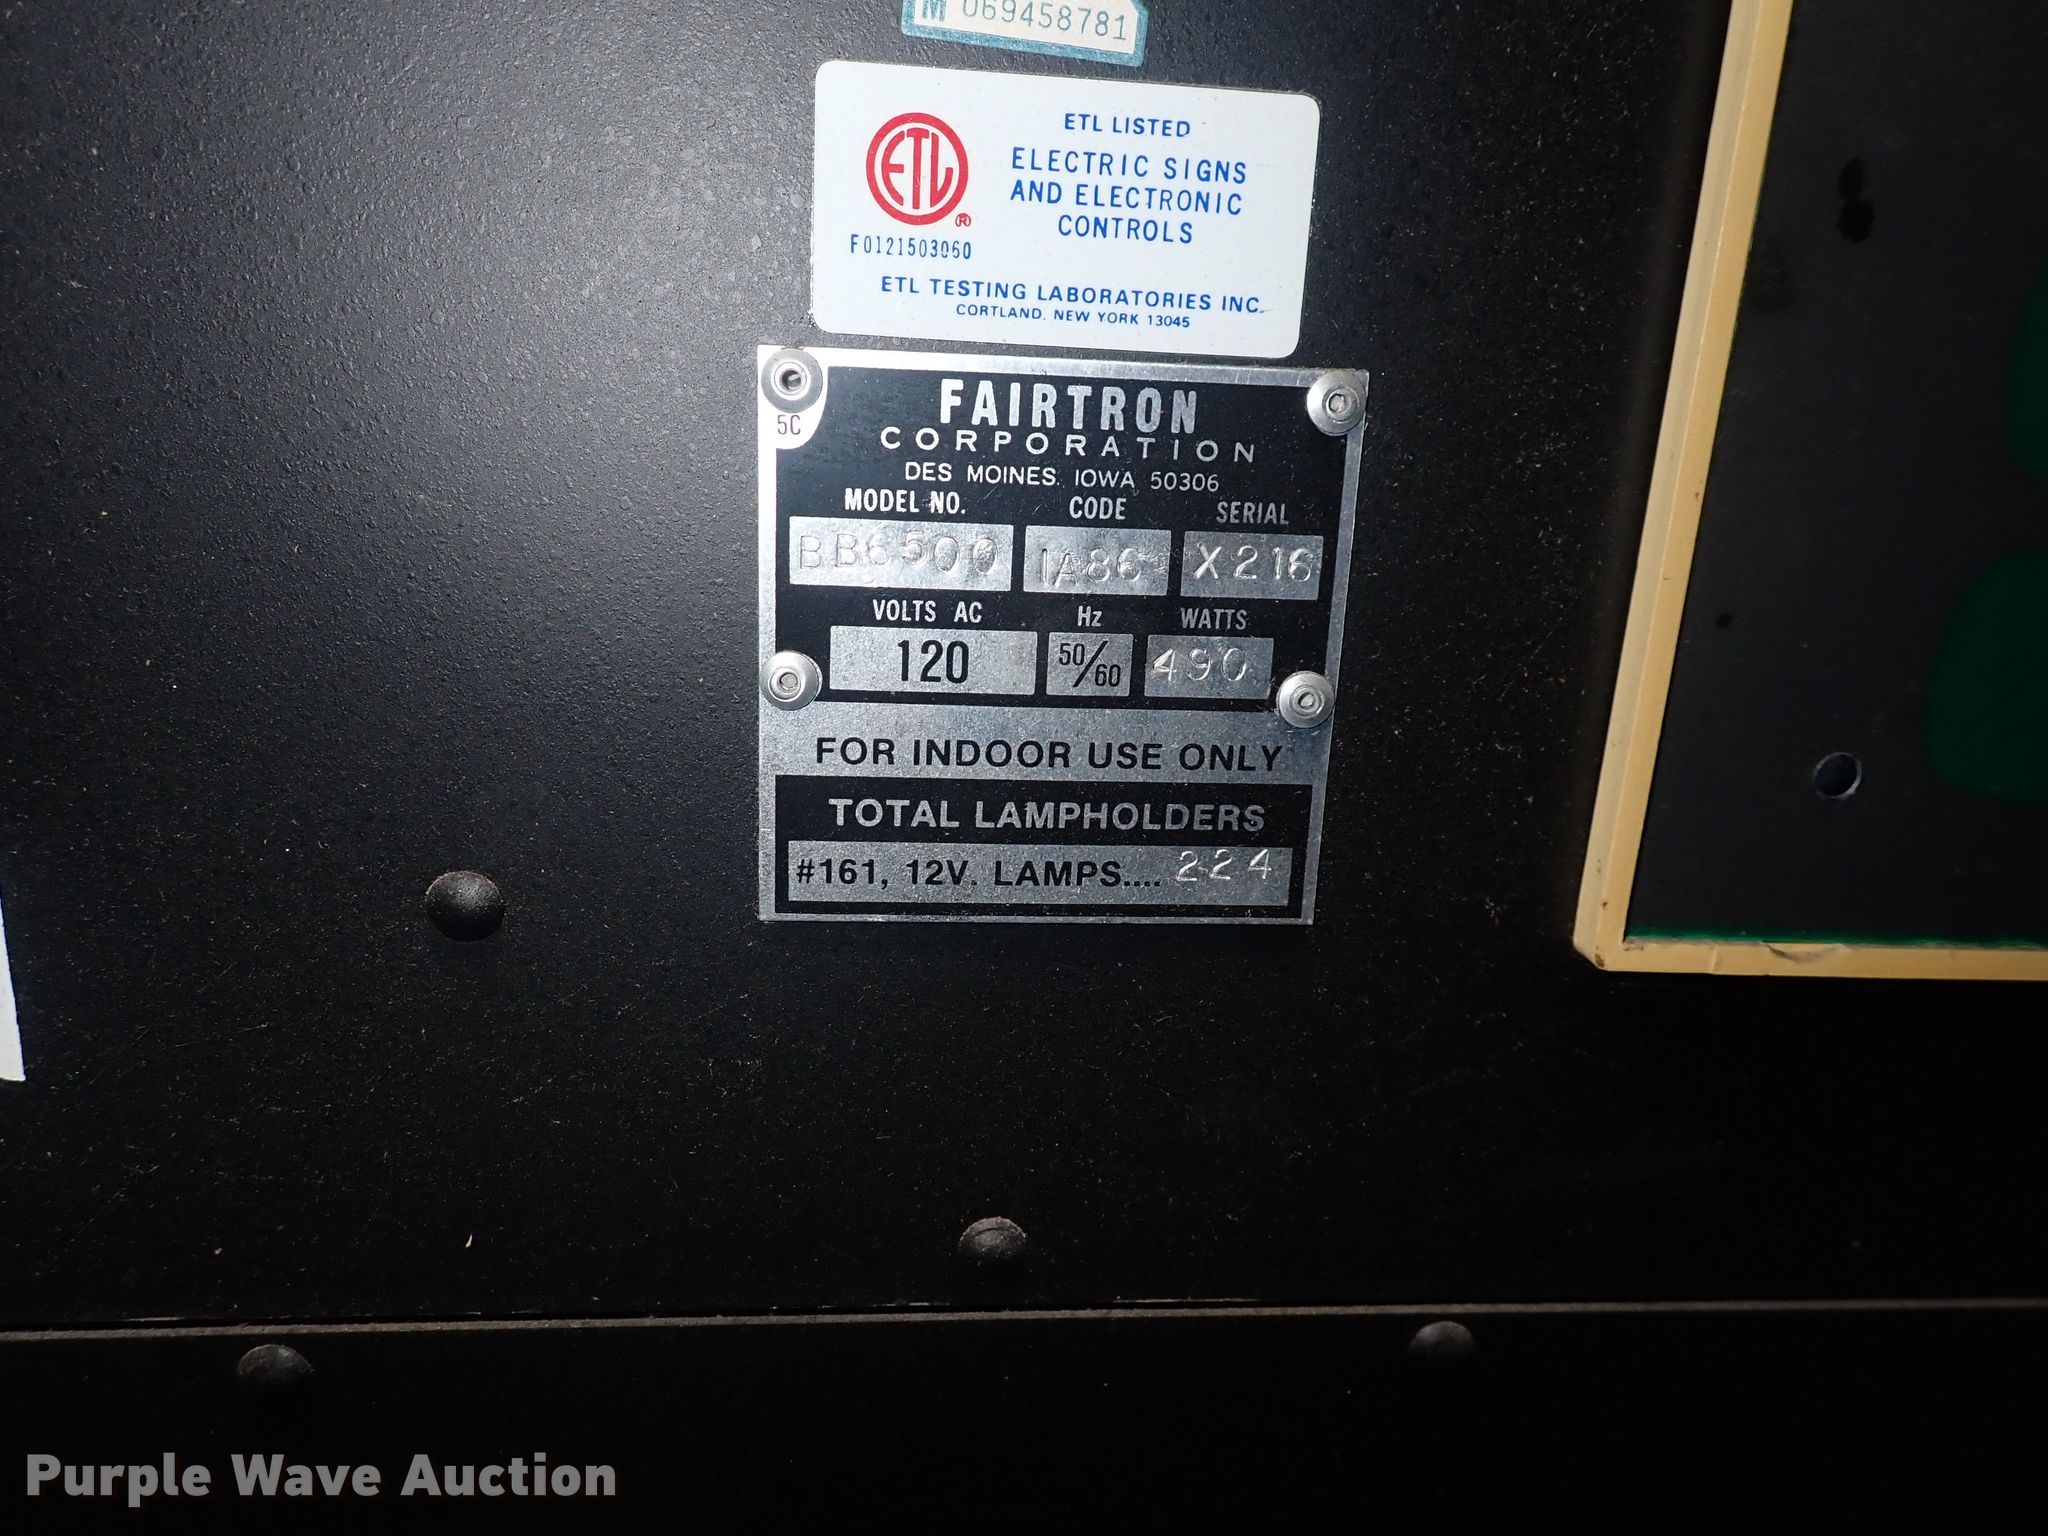 M 069458781
ETL LISTED
ELECTRIC SIGNS
AND ELECTRONIC
CONTROLS
ETL ®
F0121503060
ETL TESTING LABORATORIES INC.
CORTLAND, NEW YORK 13045
5C
FAIRTRON
CORPORATION
DES MOINES, IOWA 50306
MODEL NO. CODE SERIAL
BB6500 1A86 X216
VOLTS AC Hz WATTS
120 50/60 490
FOR INDOOR USE ONLY
TOTAL LAMPHOLDERS
#161, 12V. LAMPS.... 224
Purple Wave Auction